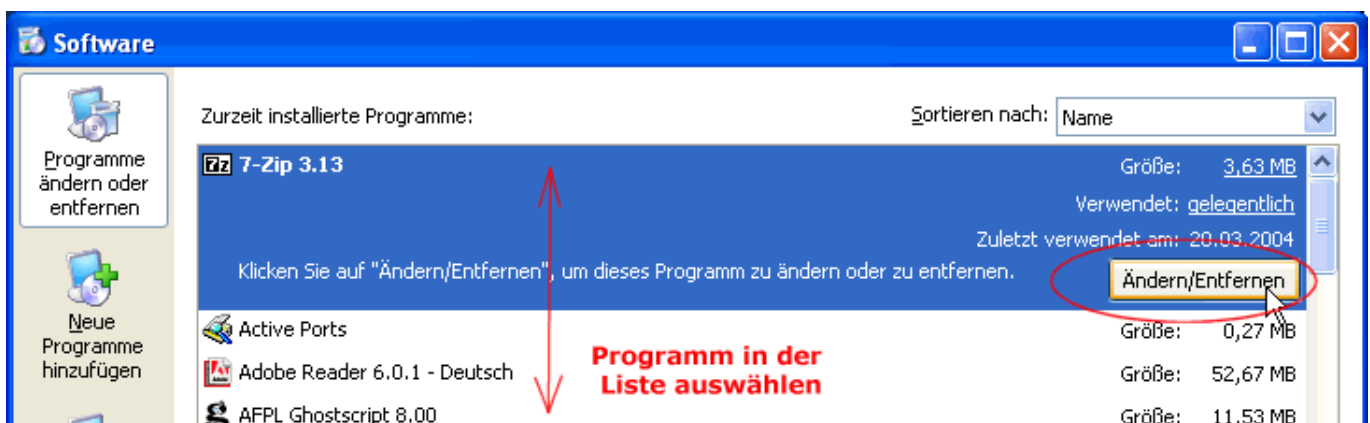 Software
Programme
ändern oder
entfernen
Neue
Programme
hinzufügen
Zurzeit installierte Programme:
Sortieren nach: Name
7z 7-Zip 3.13 Größe: 3,63 MB
Verwendet: gelegentlich
Zuletzt verwendet am: 20.03.2004
Klicken Sie auf "Ändern/Entfernen", um dieses Programm zu ändern oder zu entfernen. Ändern/Entfernen
Active Ports Größe: 0,27 MB
Programm in der
Liste auswählen
Adobe Reader 6.0.1 - Deutsch Größe: 52,67 MB
AFPL Ghostscript 8.00 Größe: 11,53 MB